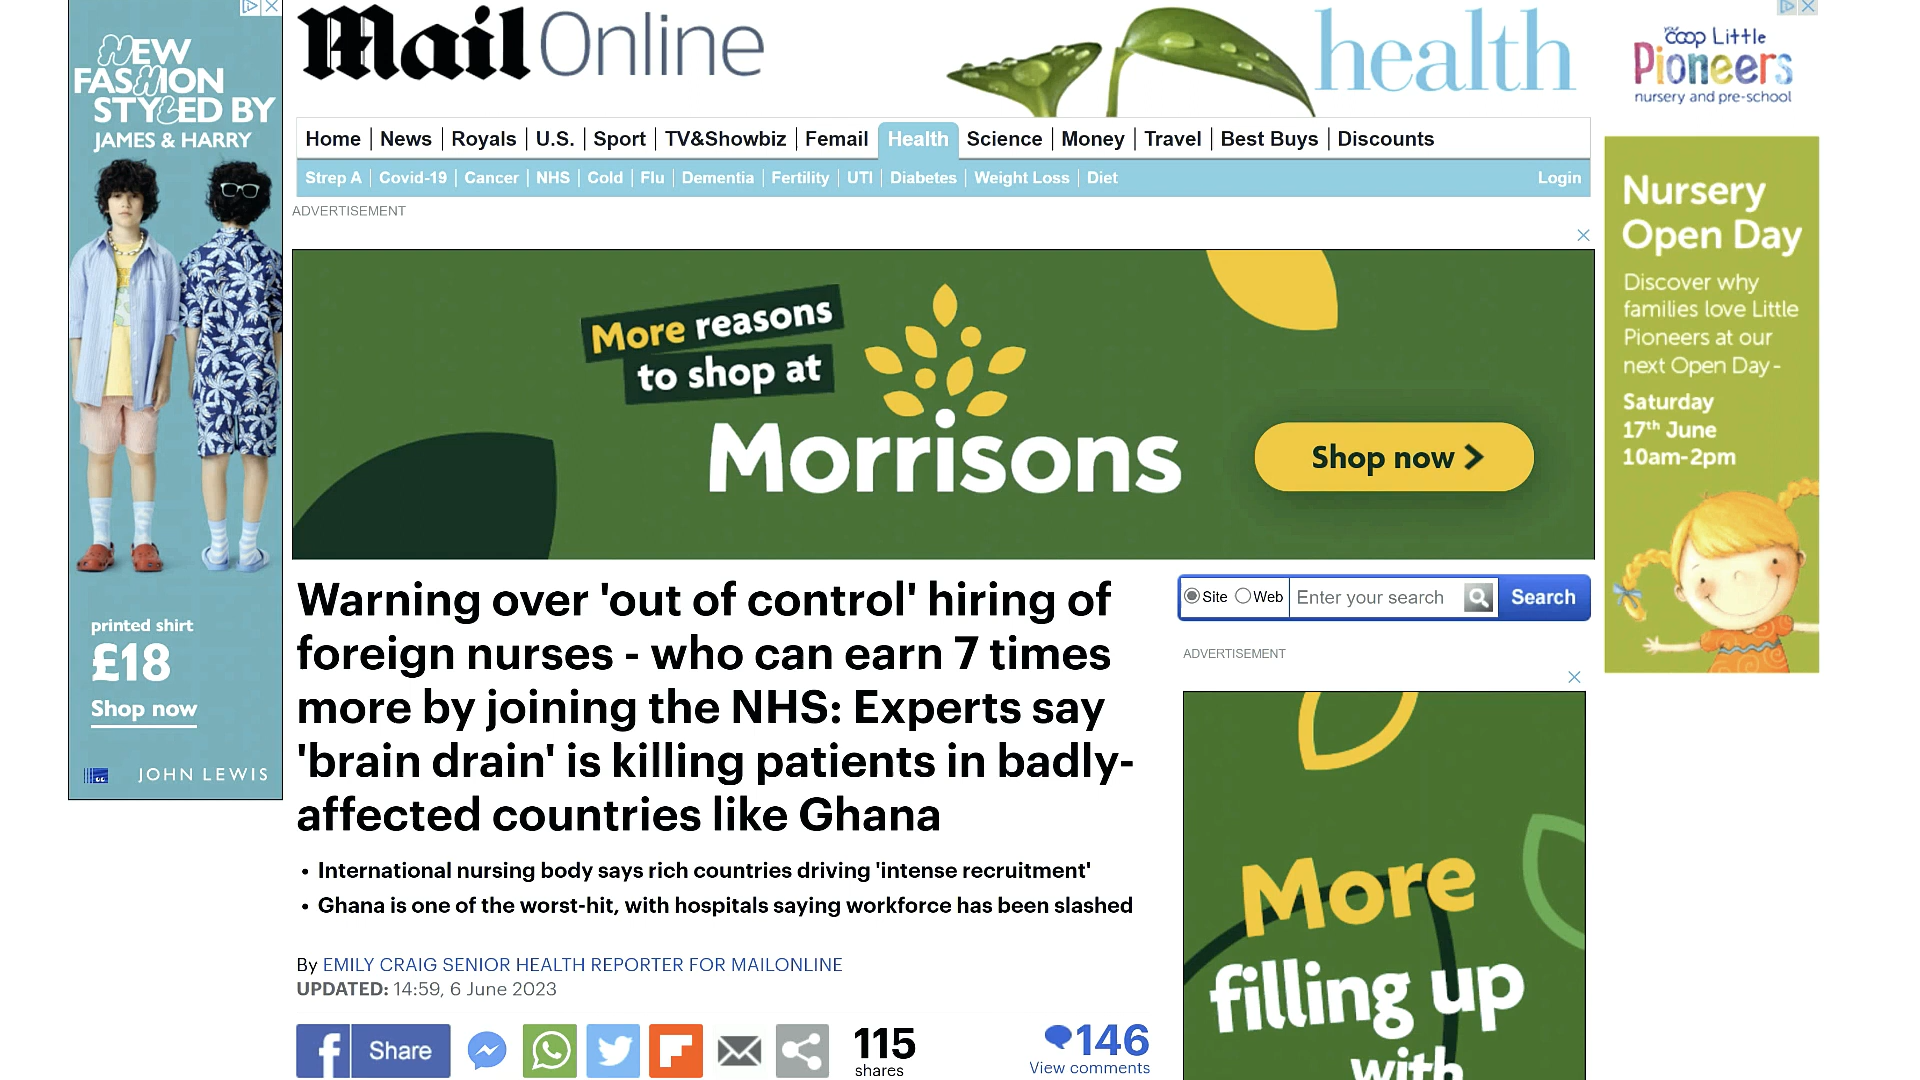 NEW
FASHION
STYLED BY
JAMES & HARRY
printed shirt
£18
Shop now
JOHN LEWIS
Mail Online
health
Home News Royals U.S. Sport TV&Showbiz Femail Health Science Money Travel Best Buys Discounts
Strep A Covid-19 Cancer NHS Cold Flu Dementia Fertility UTI Diabetes Weight Loss Diet Login
ADVERTISEMENT
More reasons
to shop at
Morrisons
Shop now
Warning over 'out of control' hiring of
foreign nurses - who can earn 7 times
more by joining the NHS: Experts say
'brain drain' is killing patients in badly-
affected countries like Ghana
• International nursing body says rich countries driving 'intense recruitment'
• Ghana is one of the worst-hit, with hospitals saying workforce has been slashed
By EMILY CRAIG SENIOR HEALTH REPORTER FOR MAILONLINE
UPDATED: 14:59, 6 June 2023
Share
115
shares
146
View comments
Site Web Enter your search Search
ADVERTISEMENT
More
filling up
with
your coop Little
Pioneers
nursery and pre-school
Nursery
Open Day
Discover why
families love Little
Pioneers at our
next Open Day -
Saturday
17th June
10am-2pm